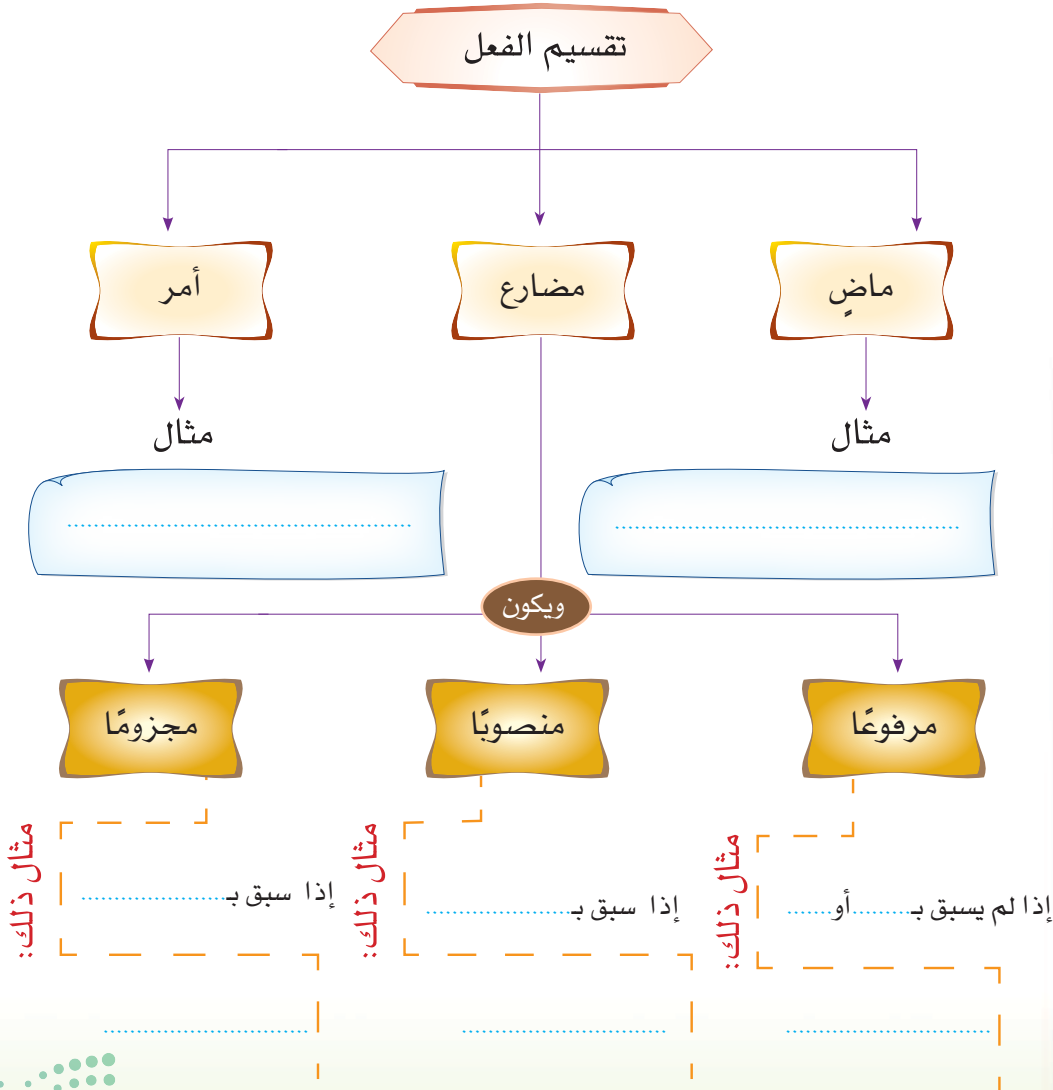 تقسيم الفعل
ماضٍ
مضارع
أمر
مثال
مثال
................................................
................................................
ويكون
مرفوعًا
منصوبًا
مجزومًا
مثال ذلك:
إذا لم يسبق بـ.........أو.......
مثال ذلك:
إذا سبق بـ......................
مثال ذلك:
إذا سبق بـ......................
...............................
...............................
...............................